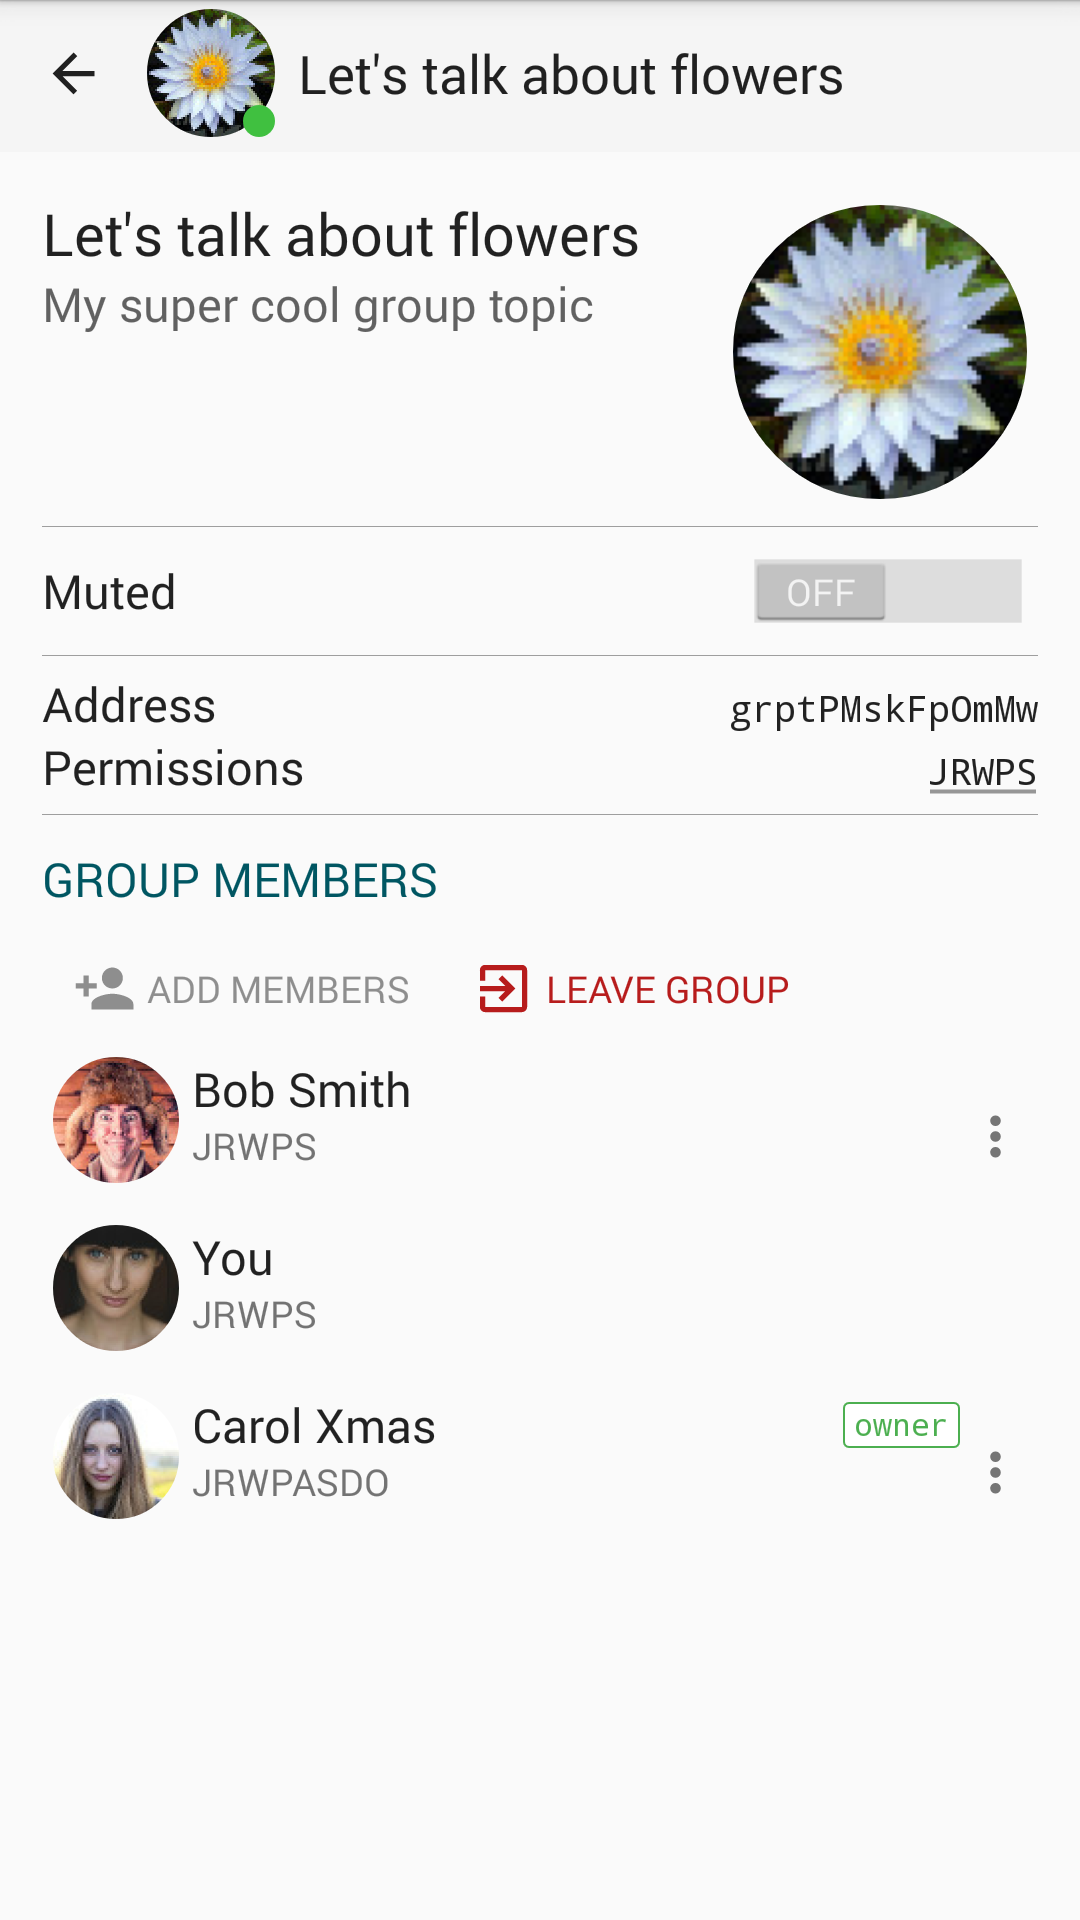 Let's talk about flowers
Let's talk about flowers
My super cool group topic
Muted
OFF
Address
grptPMskFpOmMw
Permissions
JRWPS
GROUP MEMBERS
ADD MEMBERS
LEAVE GROUP
Bob Smith
JRWPS
You
JRWPS
Carol Xmas
owner
JRWPASDO